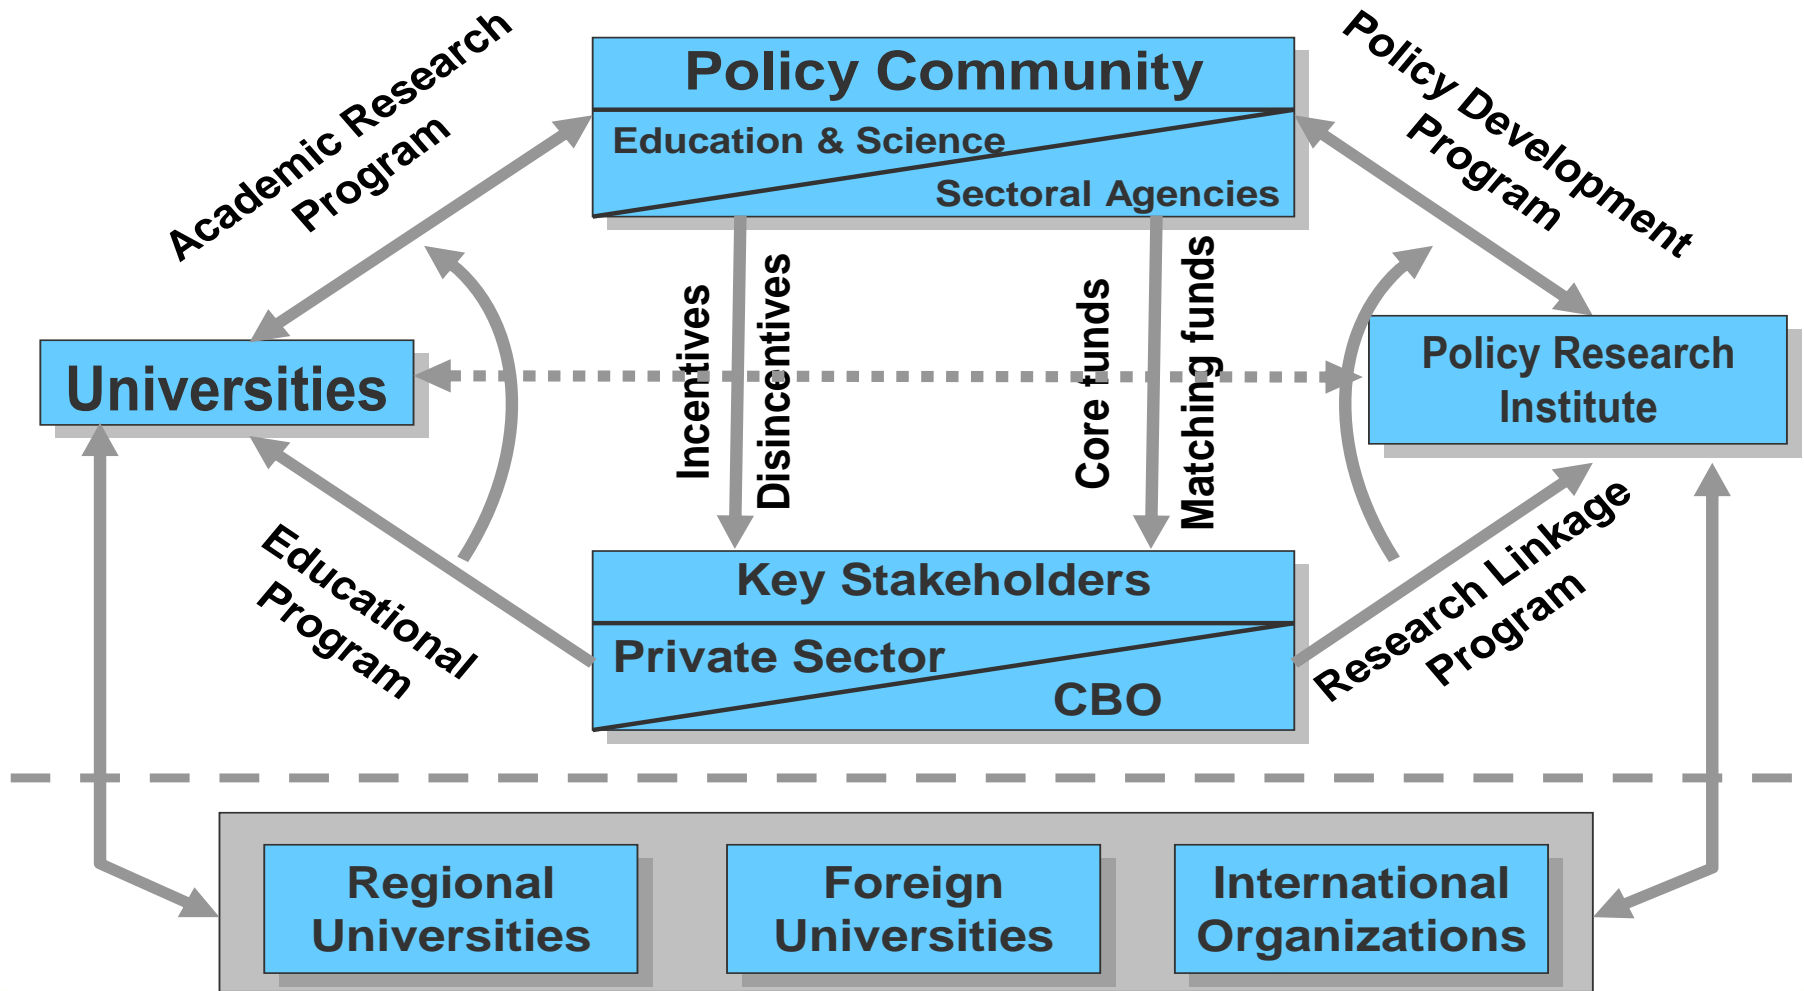 Academic Research
Program
Policy Community
Education & Science
Sectoral Agencies
Policy Development
Program
Universities
Incentives
Disincentives
Core funds
Matching funds
Policy Research
Institute
Educational
Program
Key Stakeholders
Private Sector
CBO
Research Linkage
Program
Regional
Universities
Foreign
Universities
International
Organizations